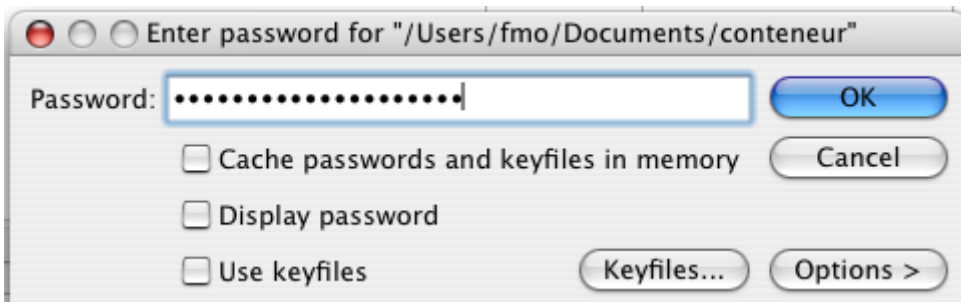 Enter password for "/Users/fmo/Documents/conteneur"
Password: •••••••••••••••••••• OK
Cache passwords and keyfiles in memory Cancel
Display password
Use keyfiles Keyfiles... Options >